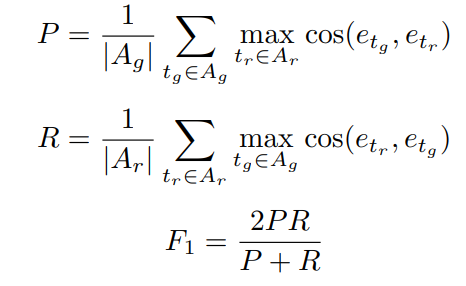 P = \frac{1}{|A_g|} \sum_{t_g \in A_g} \max_{t_r \in A_r} \cos(e_{t_g}, e_{t_r})
R = \frac{1}{|A_r|} \sum_{t_r \in A_r} \max_{t_g \in A_g} \cos(e_{t_r}, e_{t_g})
F_1 = \frac{2PR}{P + R}